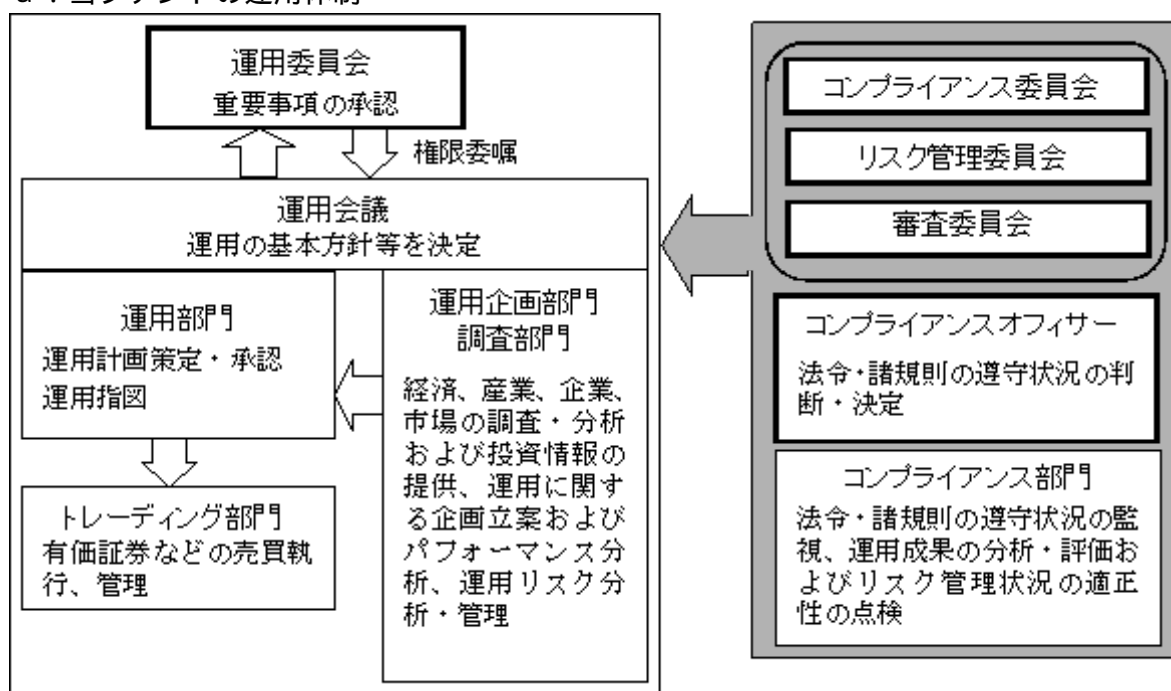 運用委員会
重要事項の承認
権限委嘱
運用会議
運用の基本方針等を決定
運用部門
運用計画策定・承認
運用指図
運用企画部門
調査部門
経済、産業、企業、
市場の調査・分析
および投資情報の
提供、運用に関す
る企画立案および
パフォーマンス分
析、運用リスク分
析・管理
トレーディング部門
有価証券などの売買執
行、管理
コンプライアンス委員会
リスク管理委員会
審査委員会
コンプライアンスオフィサー
法令・諸規則の遵守状況の判
断・決定
コンプライアンス部門
法令・諸規則の遵守状況の監
視、運用成果の分析・評価お
よびリスク管理状況の適正
性の点検